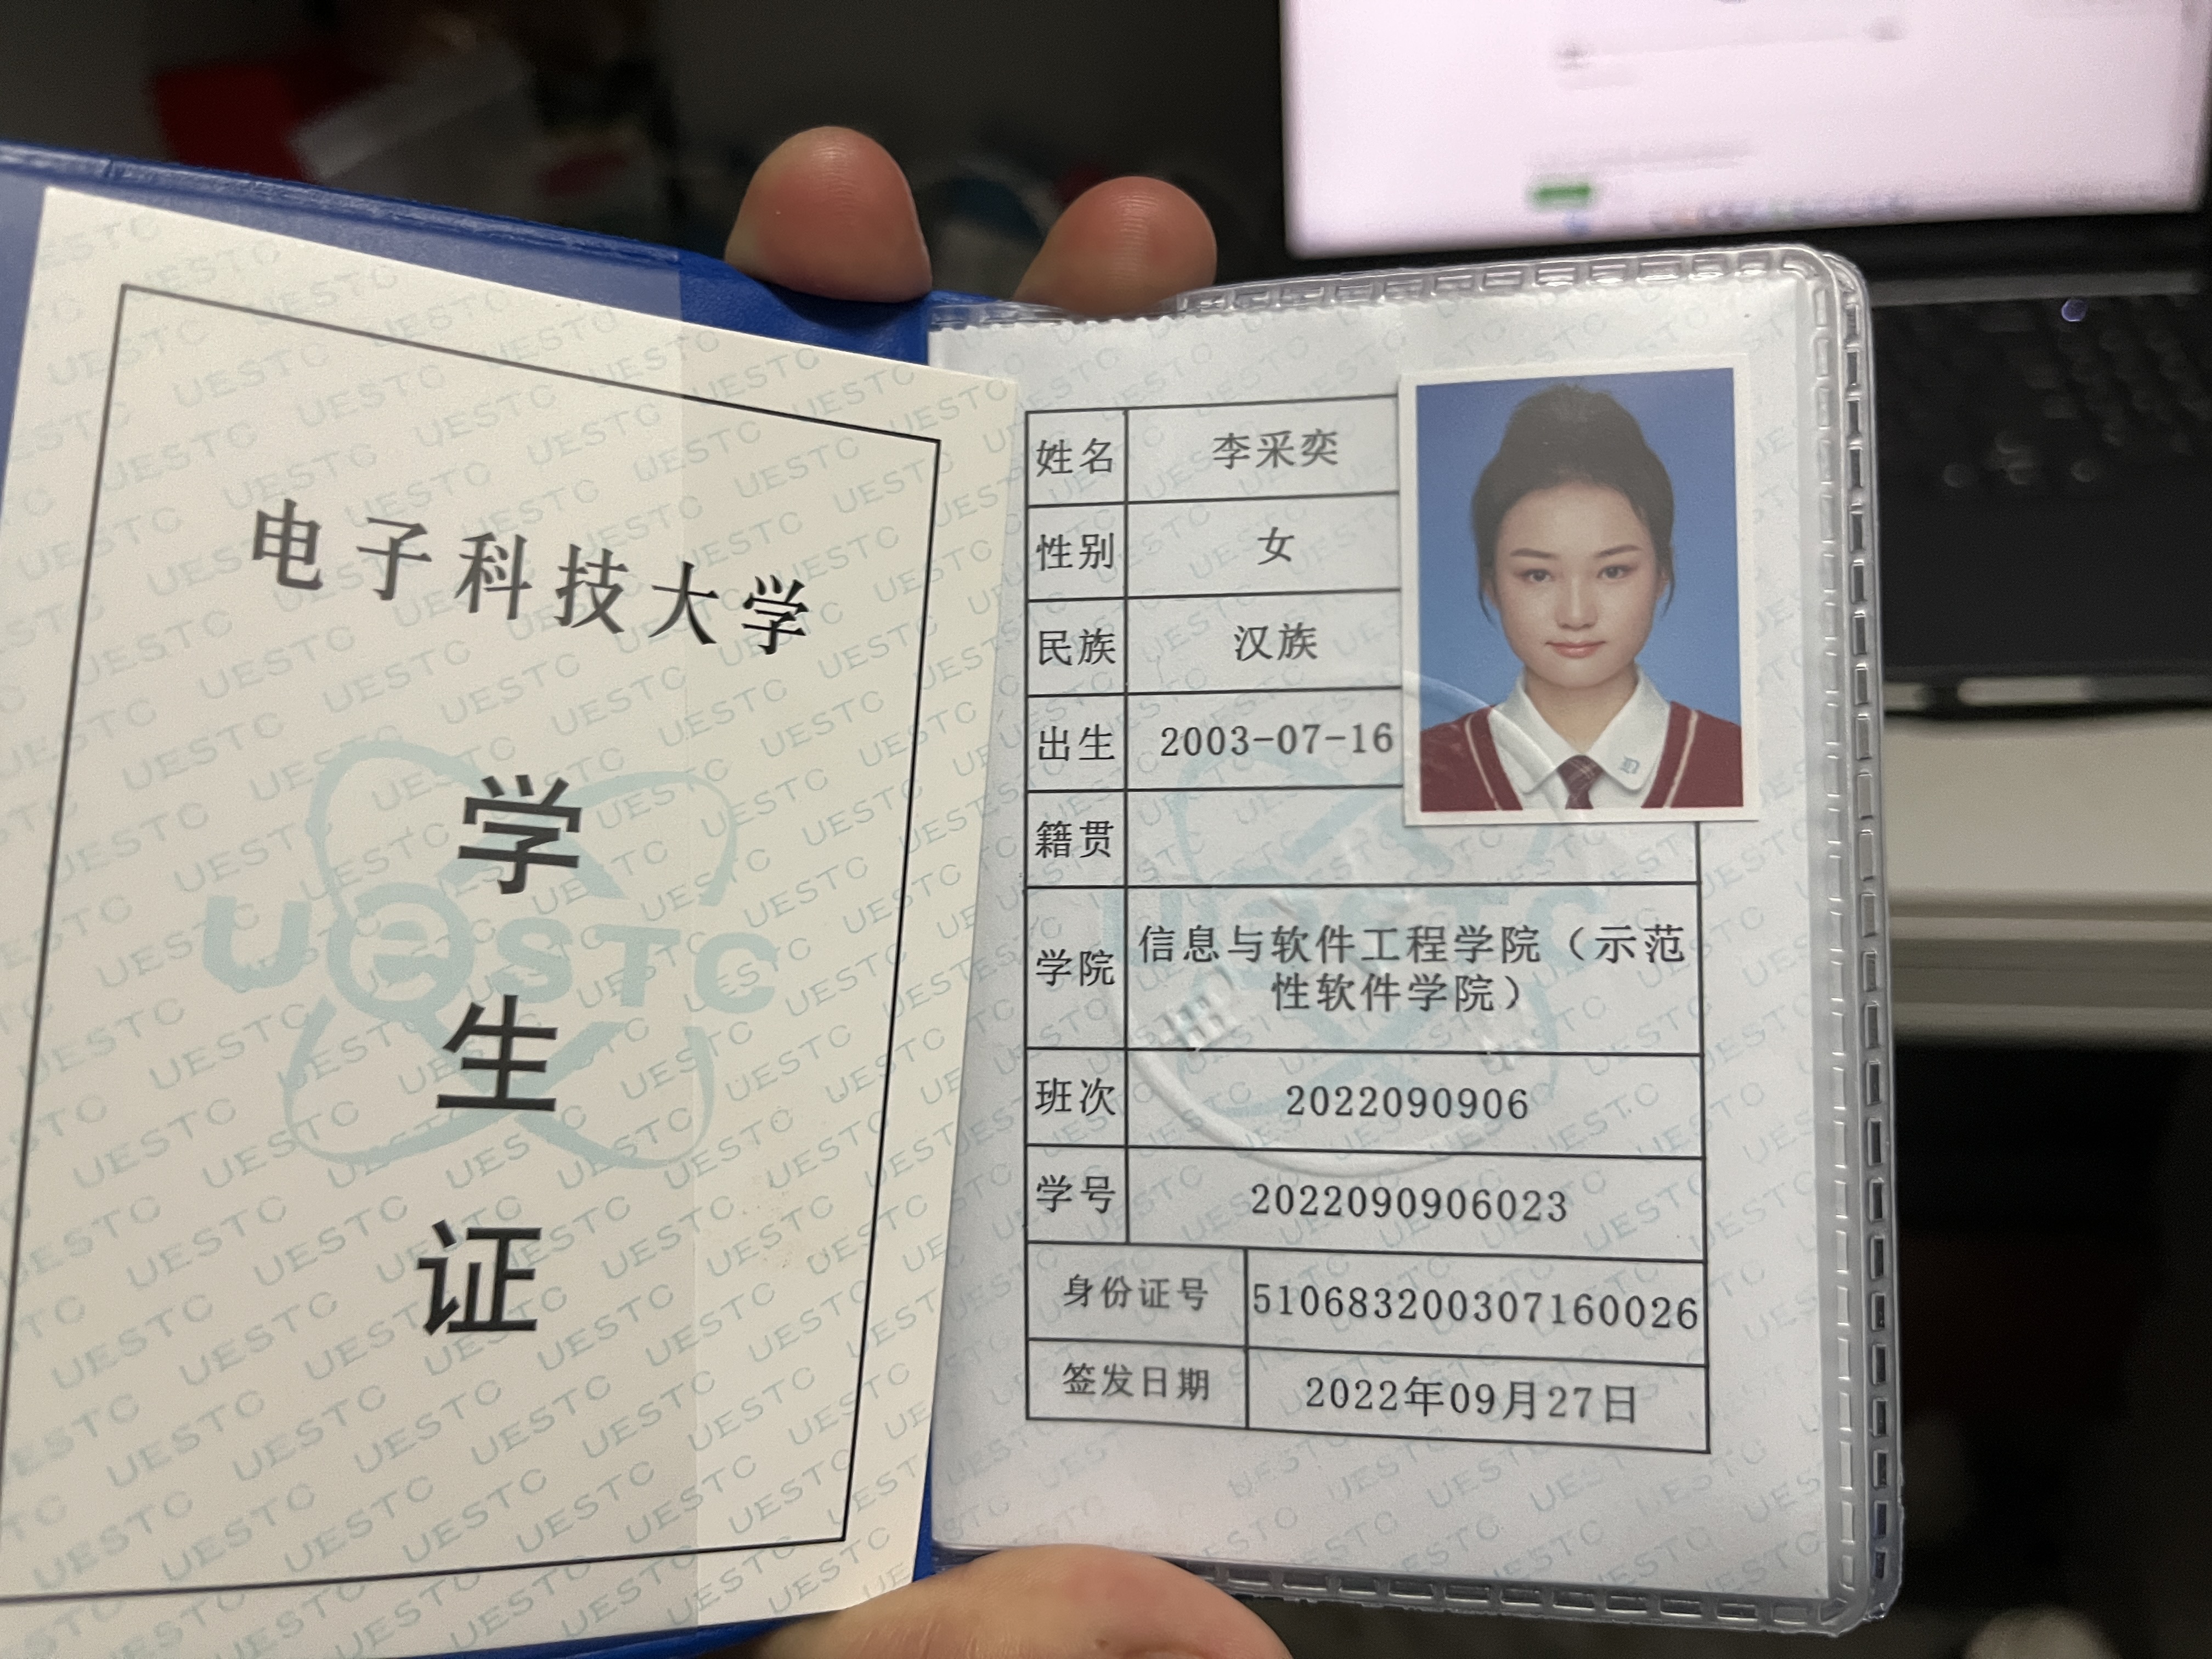 电子科技大学
学
生
证
UESTC
姓名 李采奕
性别 女
民族 汉族
出生 2003-07-16
籍贯
学院 信息与软件工程学院（示范
性软件学院）
班次 2022090906
学号 2022090906023
身份证号 510683200307160026
签发日期 2022年09月27日